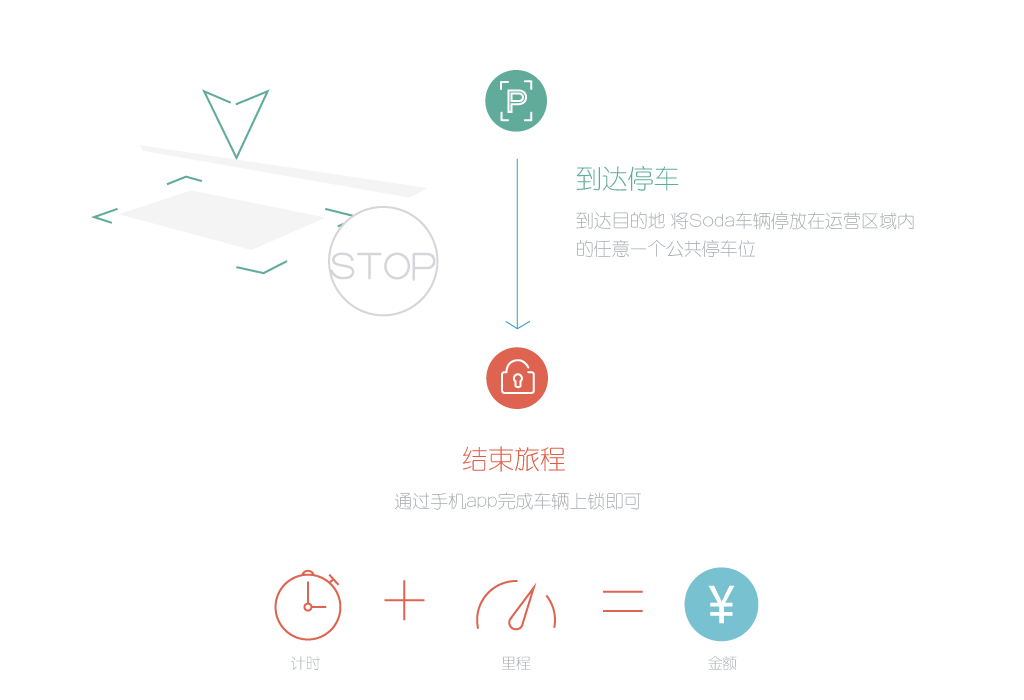 P
到达停车
到达目的地 将Soda车辆停放在运营区域内
的任意一个公共停车位
STOP
结束旅程
通过手机app完成车辆上锁即可
+ = ¥
计时 里程 金额